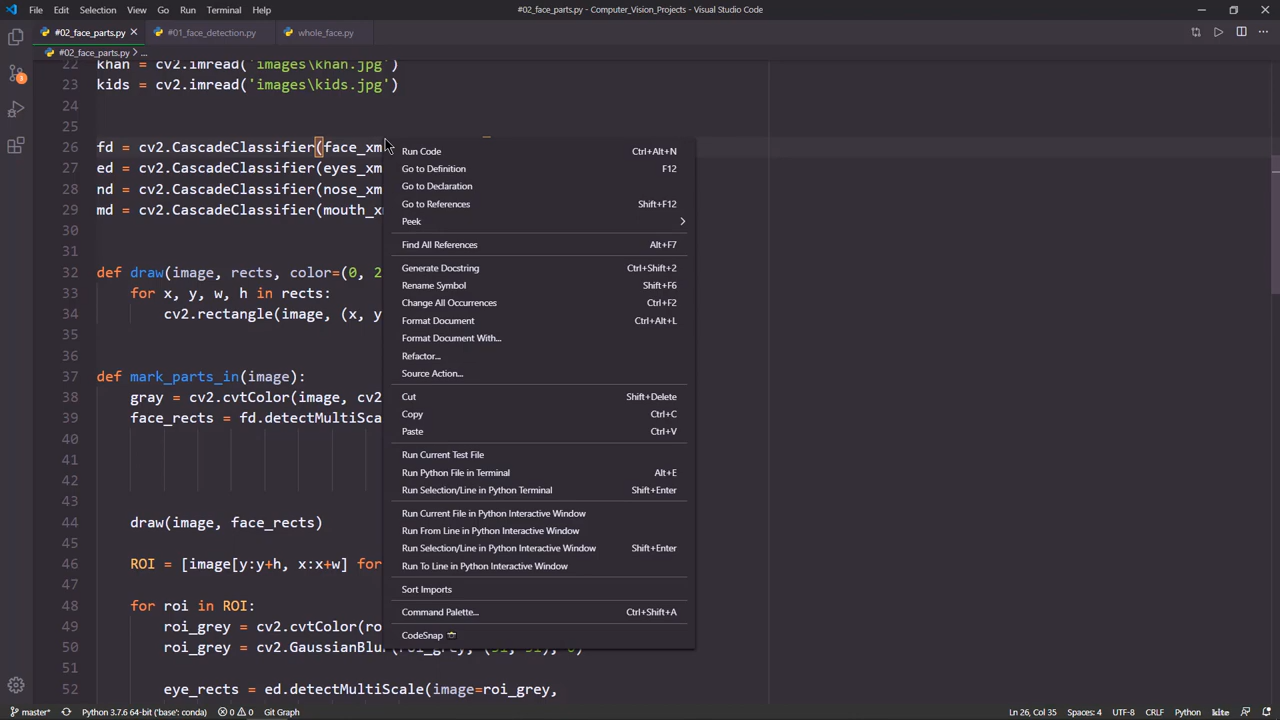 File Edit Selection View Go Run Terminal Help #02_face_parts.py - Computer_Vision_Projects - Visual Studio Code
#02_face_parts.py #01_face_detection.py whole_face.py
#02_face_parts.py > ...
22 khan = cv2.imread('images\khan.jpg')
23 kids = cv2.imread('images\kids.jpg')
24
25
26 fd = cv2.CascadeClassifier(face_xm
27 ed = cv2.CascadeClassifier(eyes_xm
28 nd = cv2.CascadeClassifier(nose_xm
29 md = cv2.CascadeClassifier(mouth_x
30
31
32 def draw(image, rects, color=(0, 2
33 for x, y, w, h in rects:
34 cv2.rectangle(image, (x, y
35
36
37 def mark_parts_in(image):
38 gray = cv2.cvtColor(image, cv2
39 face_rects = fd.detectMultiSca
40
41
42
43
44 draw(image, face_rects)
45
46 ROI = [image[y:y+h, x:x+w] for
47
48 for roi in ROI:
49 roi_grey = cv2.cvtColor(ro
50 roi_grey = cv2.GaussianBlur(roi_grey, (31, 31), 0)
51
52 eye_rects = ed.detectMultiScale(image=roi_grey,
Run Code Ctrl+Alt+N
Go to Definition F12
Go to Declaration
Go to References Shift+F12
Peek
Find All References Alt+F7
Generate Docstring Ctrl+Shift+2
Rename Symbol Shift+F6
Change All Occurrences Ctrl+F2
Format Document Ctrl+Alt+L
Format Document With...
Refactor...
Source Action...
Cut Shift+Delete
Copy Ctrl+C
Paste Ctrl+V
Run Current Test File
Run Python File in Terminal Alt+E
Run Selection/Line in Python Terminal Shift+Enter
Run Current File in Python Interactive Window
Run From Line in Python Interactive Window
Run Selection/Line in Python Interactive Window Shift+Enter
Run To Line in Python Interactive Window
Sort Imports
Command Palette... Ctrl+Shift+A
CodeSnap
3
master* Python 3.7.6 64-bit ('base': conda) 0 0 Git Graph Ln 26, Col 35 Spaces: 4 UTF-8 CRLF Python kite